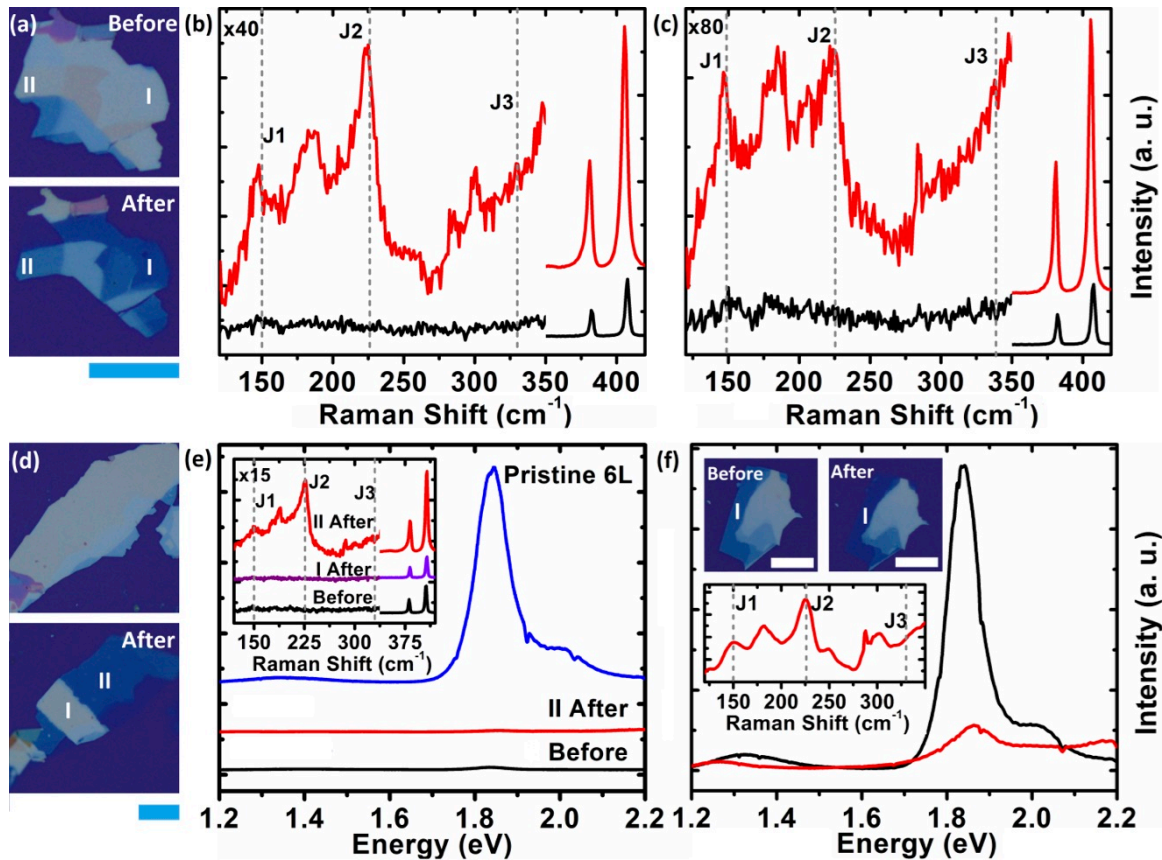 (a)
Before
II
I
After
II
I
(b)
x40
J1
J2
J3
150 200 250 300 350 400
Raman Shift (cm-1)
(c)
x80
J1
J2
J3
150 200 250 300 350 400
Raman Shift (cm-1)
Intensity (a. u.)
(d)
After
II
I
(e)
Pristine 6L
x15
J1
J2
J3
II After
I After
Before
150 225 300 375
Raman Shift (cm-1)
II After
Before
1.2 1.4 1.6 1.8 2.0 2.2
Energy (eV)
(f)
Before
I
After
I
J1
J2
J3
150 200 250 300
Raman Shift (cm-1)
1.2 1.4 1.6 1.8 2.0 2.2
Energy (eV)
Intensity (a. u.)